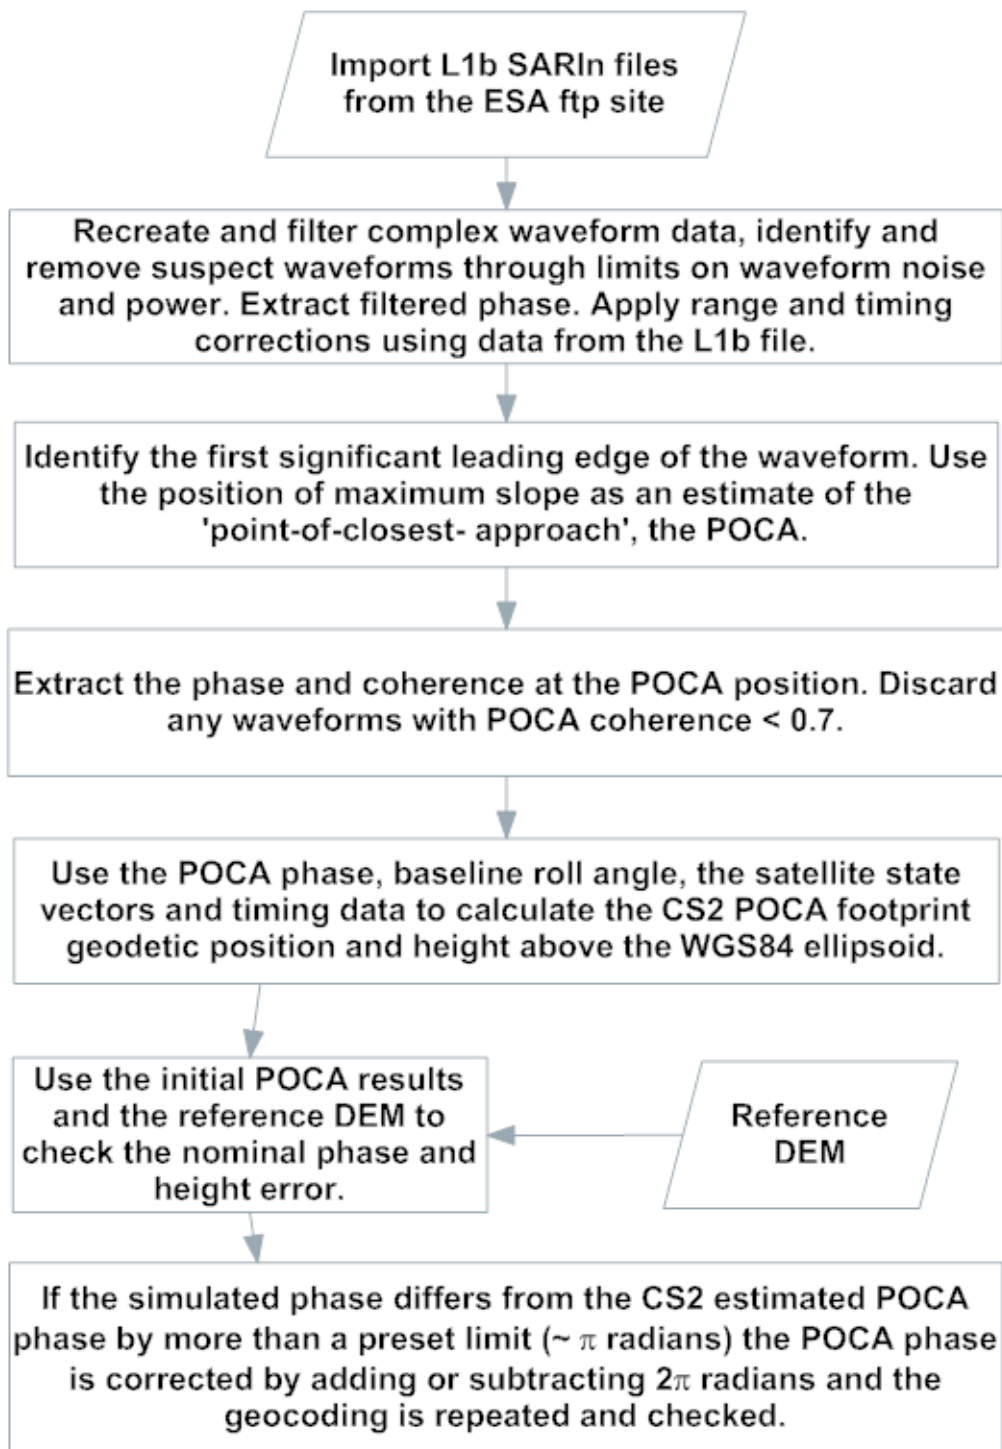 Import L1b SARIn files
from the ESA ftp site
Recreate and filter complex waveform data, identify and
remove suspect waveforms through limits on waveform noise
and power. Extract filtered phase. Apply range and timing
corrections using data from the L1b file.
Identify the first significant leading edge of the waveform. Use
the position of maximum slope as an estimate of the
'point-of-closest- approach', the POCA.
Extract the phase and coherence at the POCA position. Discard
any waveforms with POCA coherence < 0.7.
Use the POCA phase, baseline roll angle, the satellite state
vectors and timing data to calculate the CS2 POCA footprint
geodetic position and height above the WGS84 ellipsoid.
Use the initial POCA results
and the reference DEM to
check the nominal phase and
height error.
Reference
DEM
If the simulated phase differs from the CS2 estimated POCA
phase by more than a preset limit (~ π radians) the POCA phase
is corrected by adding or subtracting 2π radians and the
geocoding is repeated and checked.